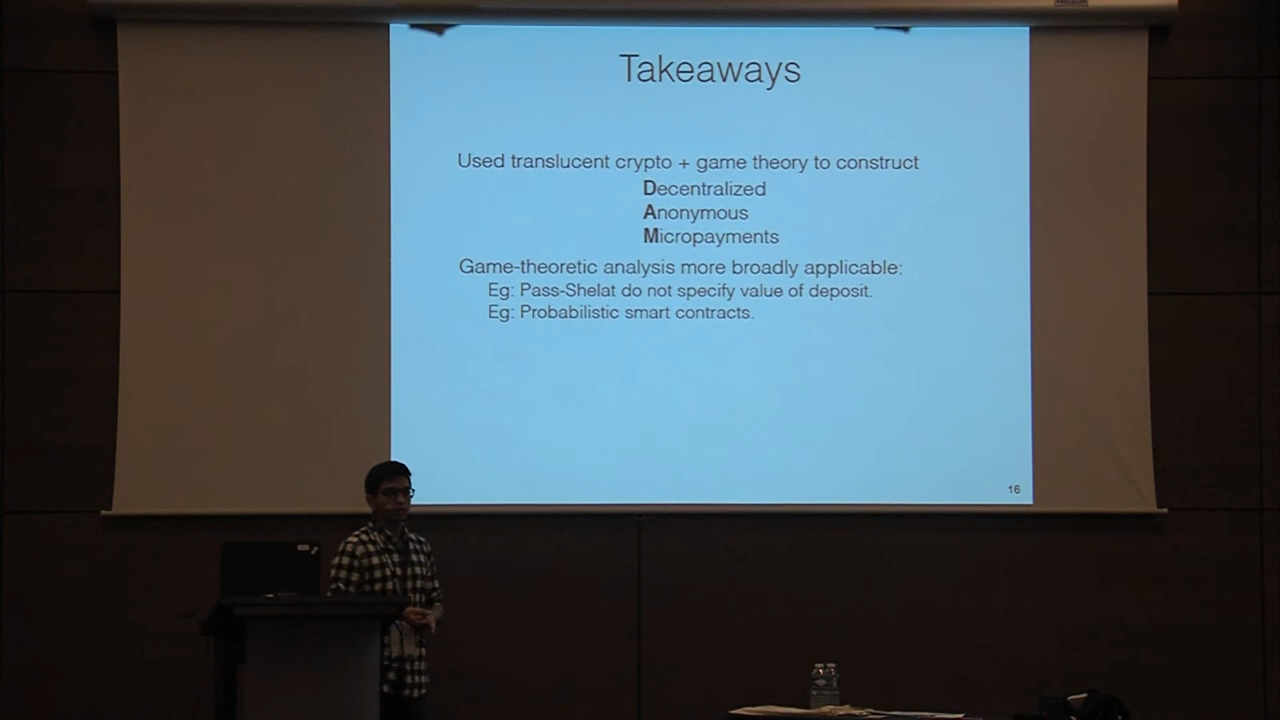 Takeaways
Used translucent crypto + game theory to construct
Decentralized
Anonymous
Micropayments
Game-theoretic analysis more broadly applicable:
Eg: Pass-Shelat do not specify value of deposit.
Eg: Probabilistic smart contracts.
16